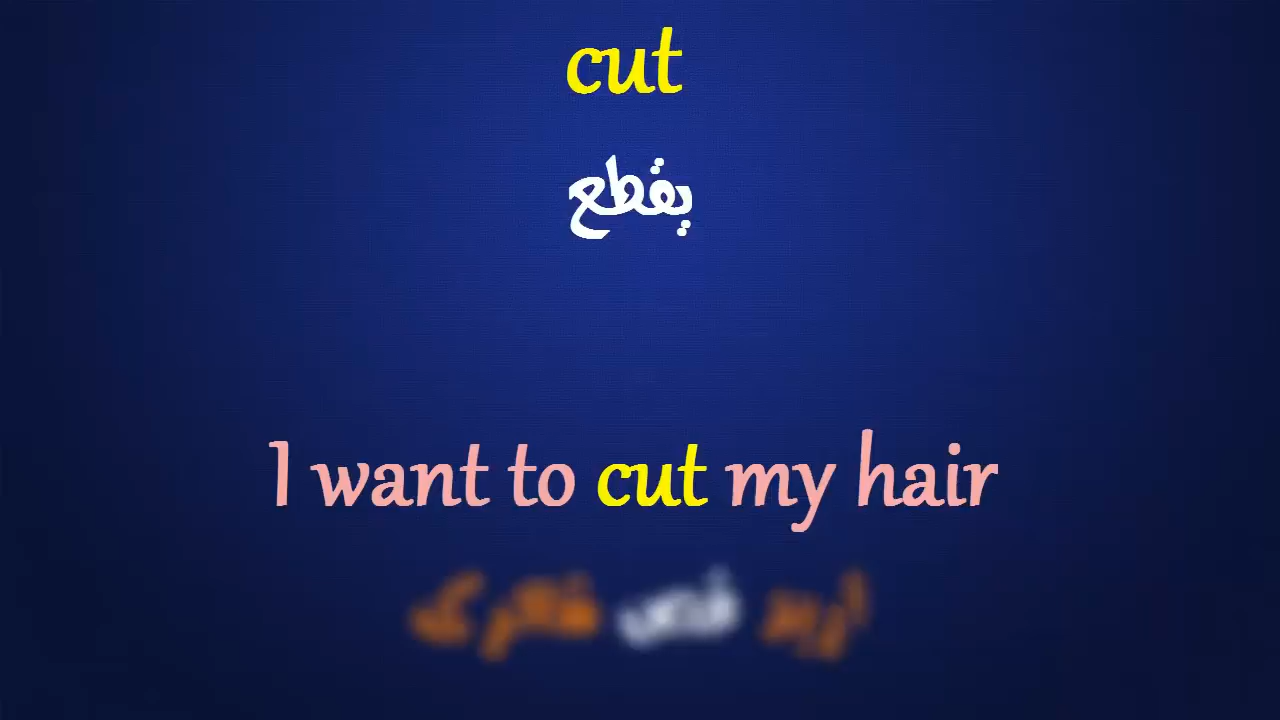 cut
يقطع
I want to cut my hair